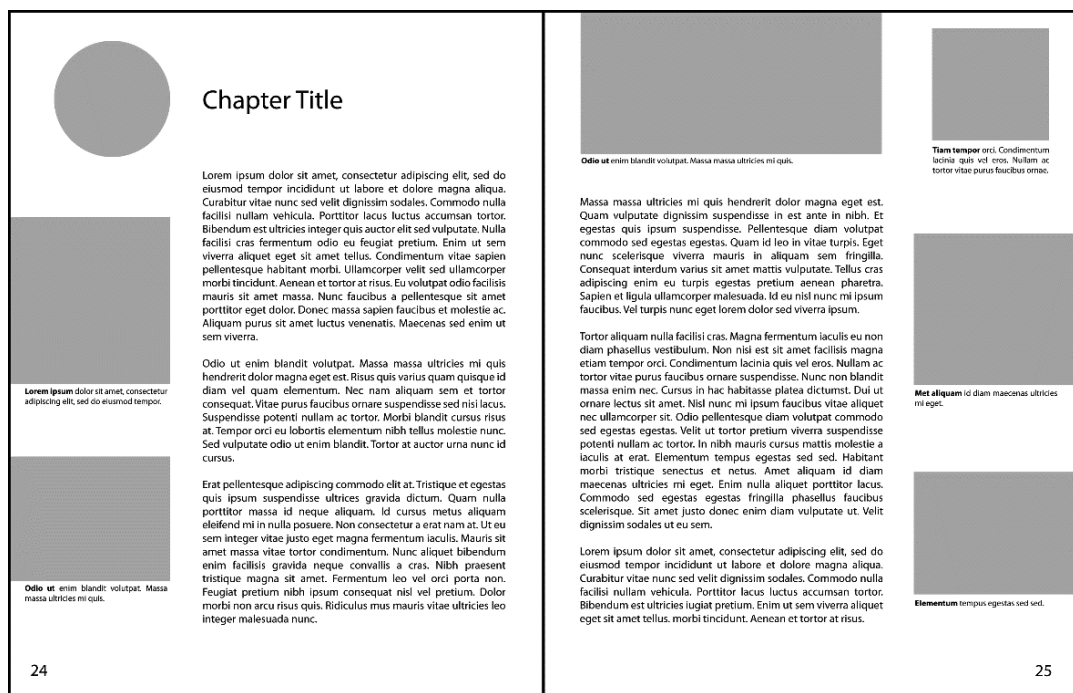 Chapter Title
Lorem ipsum dolor sit amet, consectetur adipiscing elit, sed do
eiusmod tempor incididunt ut labore et dolore magna aliqua.
Curabitur vitae nunc sed velit dignissim sodales. Commodo nulla
facilisi nullam vehicula. Porttitor lacus luctus accumsan tortor.
Bibendum est ultricies integer quis auctor elit sed vulputate. Nulla
facilisi cras fermentum odio eu feugiat pretium. Enim ut sem
viverra aliquet eget sit amet tellus. Condimentum vitae sapien
pellentesque habitant morbi. Ullamcorper velit sed ullamcorper
morbi tincidunt. Aenean et tortor at risus. Eu volutpat odio facilisis
mauris sit amet massa. Nunc faucibus a pellentesque sit amet
porttitor eget dolor. Donec massa sapien faucibus et molestie ac.
Aliquam purus sit amet luctus venenatis. Maecenas sed enim ut
sem viverra.
Odio ut enim blandit volutpat. Massa massa ultricies mi quis
hendrerit dolor magna eget est. Risus quis varius quam quisque id
diam vel quam elementum. Nec nam aliquam sem et tortor
consequat. Vitae purus faucibus ornare suspendisse sed nisi lacus.
Suspendisse potenti nullam ac tortor. Morbi blandit cursus risus
at. Tempor orci eu lobortis elementum nibh tellus molestie nunc.
Sed vulputate odio ut enim blandit. Tortor at auctor urna nunc id
cursus.
Erat pellentesque adipiscing commodo elit at. Tristique et egestas
quis ipsum suspendisse ultrices gravida dictum. Quam nulla
porttitor massa id neque aliquam. Id cursus metus aliquam
eleifend mi in nulla posuere. Non consectetur a erat nam at. Ut eu
sem integer vitae justo eget magna fermentum iaculis. Mauris sit
amet massa vitae tortor condimentum. Nunc aliquet bibendum
enim facilisis gravida neque convallis a cras. Nibh praesent
tristique magna sit amet. Fermentum leo vel orci porta non.
Feugiat pretium nibh ipsum consequat nisl vel pretium. Dolor
morbi non arcu risus quis. Ridiculus mus mauris vitae ultricies leo
integer malesuada nunc.
Lorem ipsum dolor sit amet, consectetur
adipiscing elit, sed do eiusmod tempor.
Odio ut enim blandit volutpat. Massa
massa ultricies mi quis.
24
Odio ut enim blandit volutpat. Massa massa ultricies mi quis.
Massa massa ultricies mi quis hendrerit dolor magna eget est.
Quam vulputate dignissim suspendisse in est ante in nibh. Et
egestas quis ipsum suspendisse. Pellentesque diam volutpat
commodo sed egestas egestas. Quam id leo in vitae turpis. Eget
nunc scelerisque viverra mauris in aliquam sem fringilla.
Consequat interdum varius sit amet mattis vulputate. Tellus cras
adipiscing enim eu turpis egestas pretium aenean pharetra.
Sapien et ligula ullamcorper malesuada. Id eu nisl nunc mi ipsum
faucibus. Vel turpis nunc eget lorem dolor sed viverra ipsum.
Tortor aliquam nulla facilisi cras. Magna fermentum iaculis eu non
diam phasellus vestibulum. Non nisi est sit amet facilisis magna
etiam tempor orci. Condimentum lacinia quis vel eros. Nullam ac
tortor vitae purus faucibus ornare suspendisse. Nunc non blandit
massa enim nec. Cursus in hac habitasse platea dictumst. Dui ut
ornare lectus sit amet. Nisl nunc mi ipsum faucibus vitae aliquet
nec ullamcorper sit. Odio pellentesque diam volutpat commodo
sed egestas egestas. Velit ut tortor pretium viverra suspendisse
potenti nullam ac tortor. In nibh mauris cursus mattis molestie a
iaculis at erat. Elementum tempus egestas sed sed. Habitant
morbi tristique senectus et netus. Amet aliquam id diam
maecenas ultricies mi eget. Enim nulla aliquet porttitor lacus.
Commodo sed egestas egestas fringilla phasellus faucibus
scelerisque. Sit amet justo donec enim diam vulputate ut. Velit
dignissim sodales ut eu sem.
Lorem ipsum dolor sit amet, consectetur adipiscing elit, sed do
eiusmod tempor incididunt ut labore et dolore magna aliqua.
Curabitur vitae nunc sed velit dignissim sodales. Commodo nulla
facilisi nullam vehicula. Porttitor lacus luctus accumsan tortor.
Bibendum est ultricies iugiat pretium. Enim ut sem viverra aliquet
eget sit amet tellus. morbi tincidunt. Aenean et tortor at risus.
Tiam tempor orci. Condimentum
lacinia quis vel eros. Nullam ac
tortor vitae purus faucibus ornae.
Met aliquam id diam maecenas ultricies
mi eget.
Elementum tempus egestas sed sed.
25